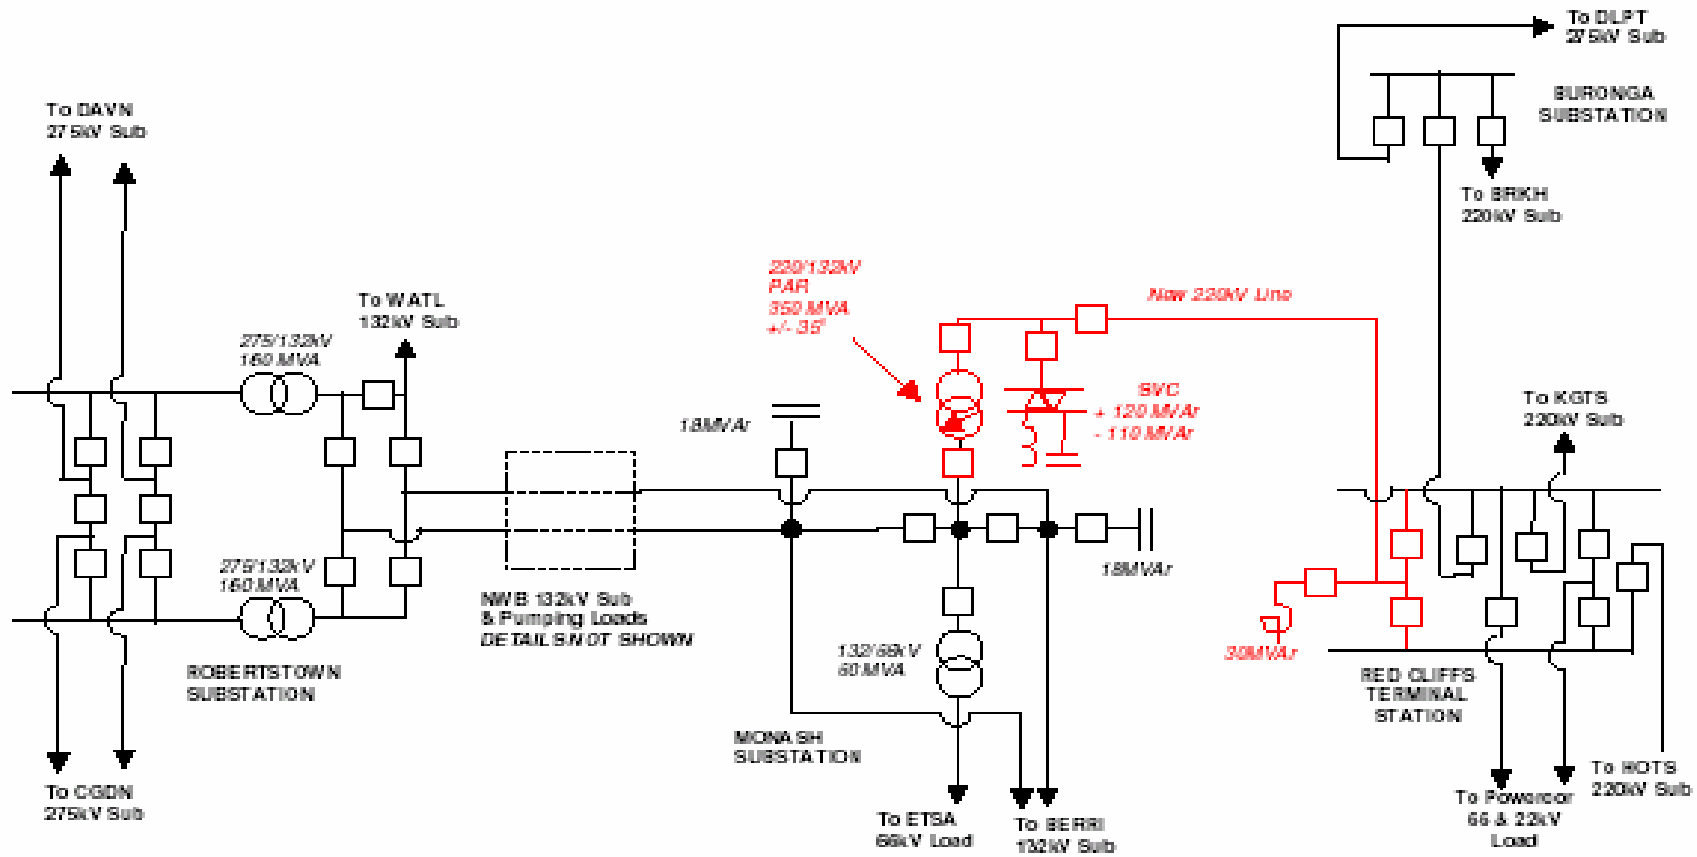 To DLPT
275kV Sub
BURONGA
SUBSTATION
To DAVN
275kV Sub
To BRKH
220kV Sub
220/132kV
PAR
350 MVA
+/- 35°
New 220kV Line
To WATL
132kV Sub
275/132kV
160 MVA
SVC
+ 120 MVAr
- 110 MVAr
To KGTS
220kV Sub
18MVAr
18MVAr
275/132kV
160 MVA
NWB 132kV Sub
& Pumping Loads
DETAILS NOT SHOWN
132/66kV
60 MVA
30MVAr
ROBERTSTOWN
SUBSTATION
RED CLIFFS
TERMINAL
STATION
MONASH
SUBSTATION
To CGDN
275kV Sub
To ETSA
66kV Load
To BERRI
132kV Sub
To Powercor
66 & 22kV
Load
To HOTS
220kV Sub